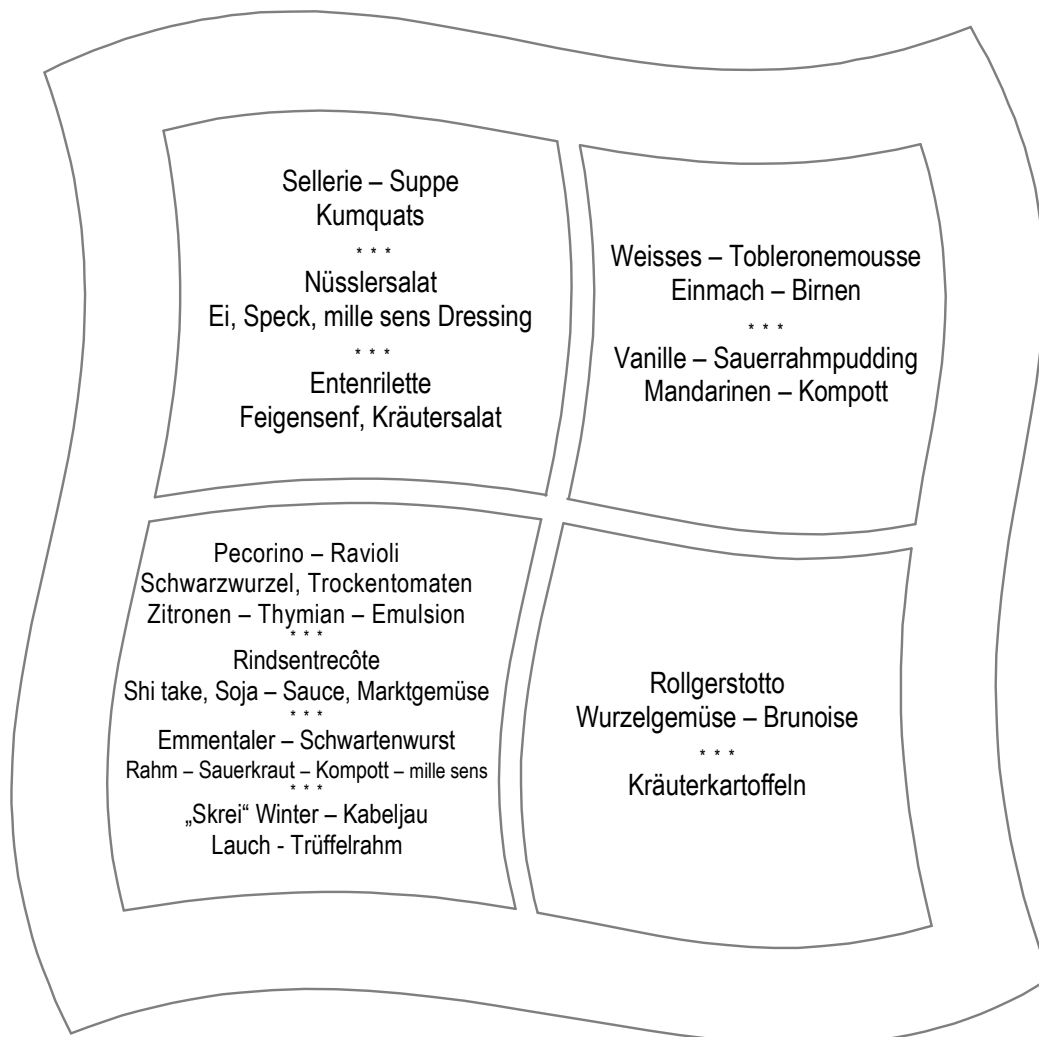 Sellerie – Suppe
Kumquats
* * *
Nüsslersalat
Ei, Speck, mille sens Dressing
* * *
Entenrilette
Feigensenf, Kräutersalat
Weisses – Tobleronemousse
Einmach – Birnen
* * *
Vanille – Sauerrahmpudding
Mandarinen – Kompott
Pecorino – Ravioli
Schwarzwurzel, Trockentomaten
Zitronen – Thymian – Emulsion
* * *
Rindsentrecôte
Shi take, Soja – Sauce, Marktgemüse
* * *
Emmentaler – Schwartenwurst
Rahm – Sauerkraut – Kompott – mille sens
* * *
„Skrei“ Winter – Kabeljau
Lauch - Trüffelrahm
Rollgerstotto
Wurzelgemüse – Brunoise
* * *
Kräuterkartoffeln